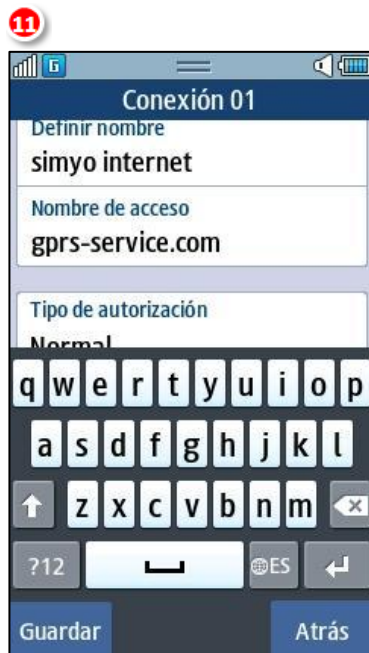 11
G
Conexión 01
Definir nombre
simyo internet
Nombre de acceso
gprs-service.com
Tipo de autorización
Normal
q w e r t y u i o p
a s d f g h j k l
z x c v b n m
?12 ES
Guardar Atrás